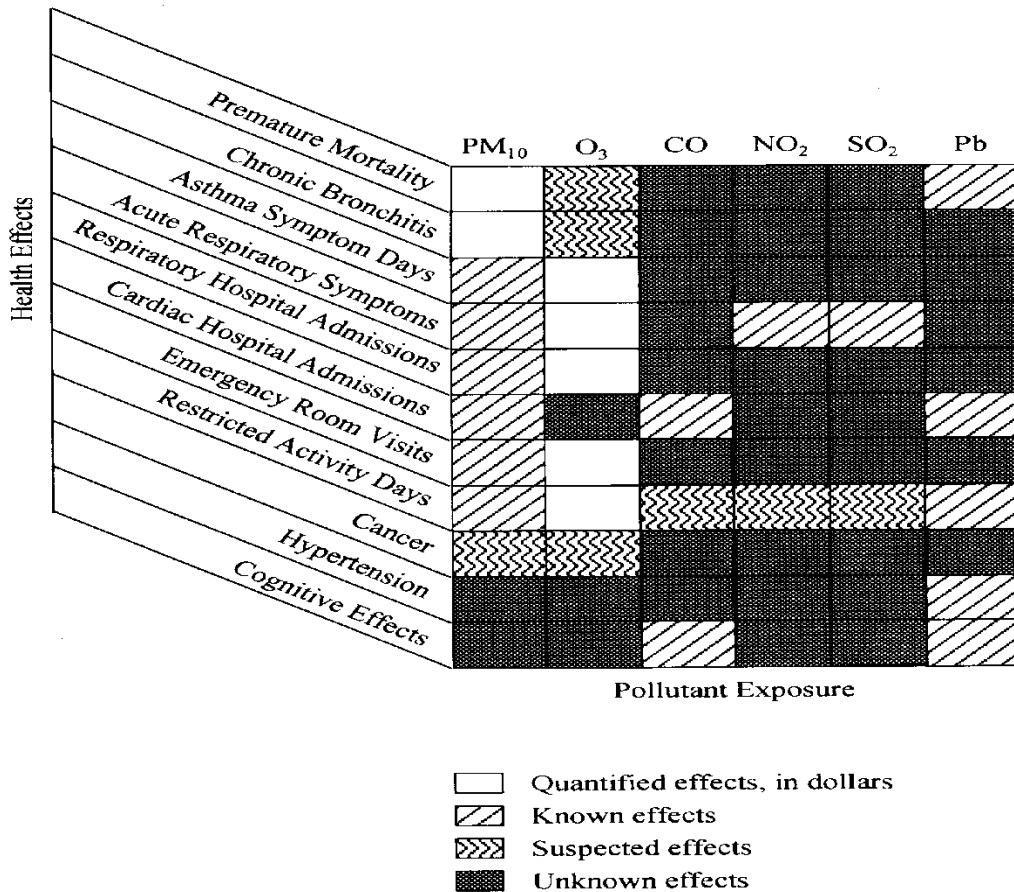 Health Effects
Premature Mortality
Chronic Bronchitis
Asthma Symptom Days
Acute Respiratory Symptoms
Respiratory Hospital Admissions
Cardiac Hospital Admissions
Emergency Room Visits
Restricted Activity Days
Cancer
Hypertension
Cognitive Effects
PM₁₀ O₃ CO NO₂ SO₂ Pb
Pollutant Exposure
Quantified effects, in dollars
Known effects
Suspected effects
Unknown effects